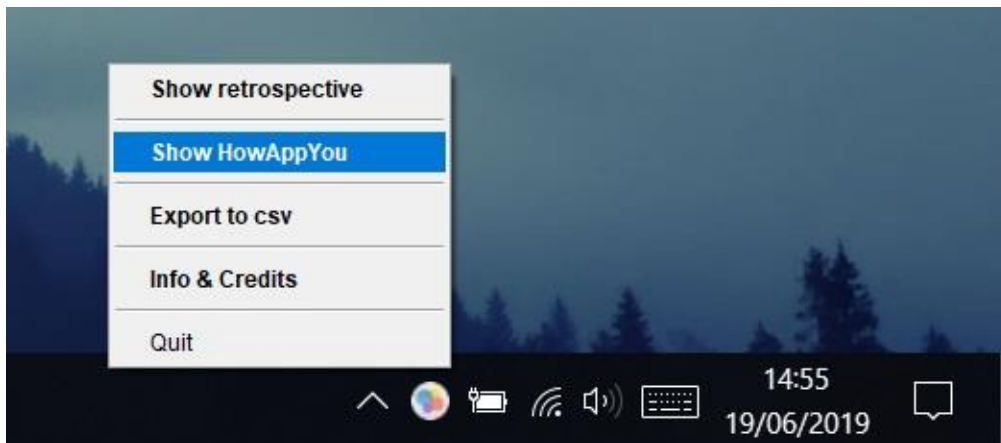 Show retrospective
Show HowAppYou
Export to csv
Info & Credits
Quit
14:55
19/06/2019